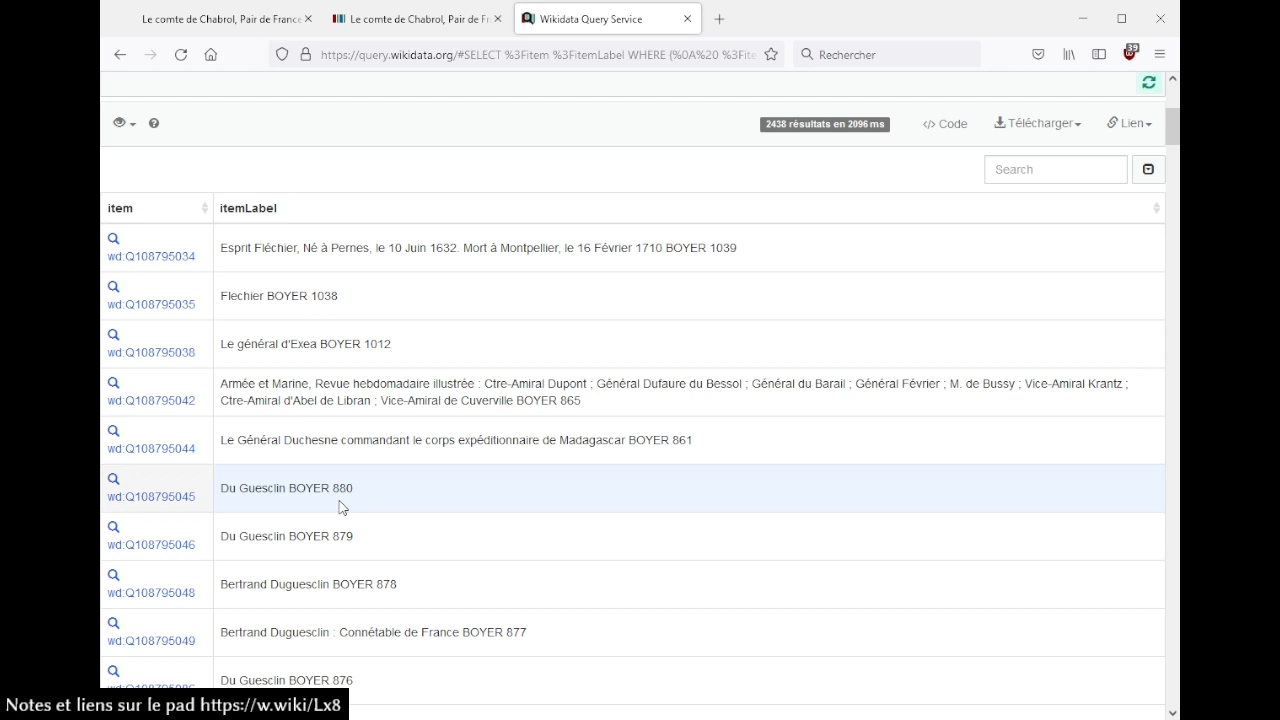 Le comte de Chabrol, Pair de France
Le comte de Chabrol, Pair de Fr
Wikidata Query Service
https://query.wikidata.org/#SELECT %3Fitem %3FitemLabel WHERE {%0A%20 %3Fite
Rechercher
39
2438 résultats en 2096 ms
</> Code
Télécharger
Lien
Search
item
itemLabel
wd:Q108795034
Esprit Fléchier, Né à Pernes, le 10 Juin 1632. Mort à Montpellier, le 16 Février 1710 BOYER 1039
wd:Q108795035
Flechier BOYER 1038
wd:Q108795038
Le général d'Exea BOYER 1012
wd:Q108795042
Armée et Marine, Revue hebdomadaire illustrée : Ctre-Amiral Dupont ; Général Dufaure du Bessol ; Général du Barail ; Général Février ; M. de Bussy ; Vice-Amiral Krantz ;
Ctre-Amiral d'Abel de Libran ; Vice-Amiral de Cuverville BOYER 865
wd:Q108795044
Le Général Duchesne commandant le corps expéditionnaire de Madagascar BOYER 861
wd:Q108795045
Du Guesclin BOYER 880
wd:Q108795046
Du Guesclin BOYER 879
wd:Q108795048
Bertrand Duguesclin BOYER 878
wd:Q108795049
Bertrand Duguesclin : Connétable de France BOYER 877
Du Guesclin BOYER 876
Notes et liens sur le pad https://w.wiki/Lx8